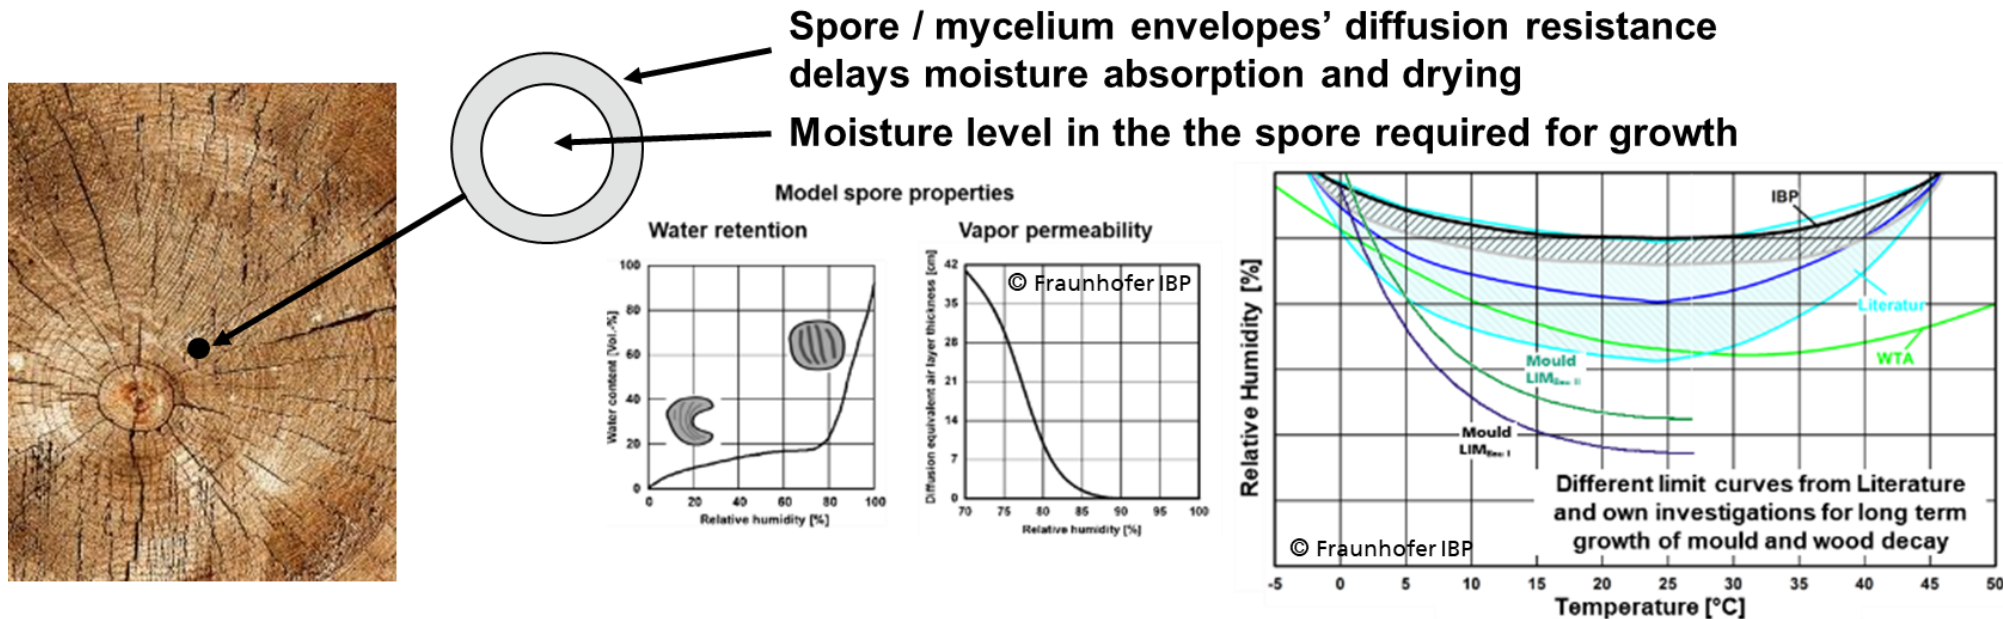 Spore / mycelium envelopes’ diffusion resistance
delays moisture absorption and drying
Moisture level in the the spore required for growth
Model spore properties
Water retention
Water content [Vol.-%]
100
80
60
40
20
0
0 20 40 60 80 100
Relative humidity [%]
Vapor permeability
© Fraunhofer IBP
Diffusion equivalent air layer thickness [cm]
42
35
28
21
14
7
0
70 75 80 85 90 95 100
Relative humidity [%]
Relative Humidity [%]
IBP
Literatur
WTA
Mould
LIM
Mould
LIM
Different limit curves from Literature
and own investigations for long term
growth of mould and wood decay
© Fraunhofer IBP
-5 0 5 10 15 20 25 30 35 40 45 50
Temperature [°C]